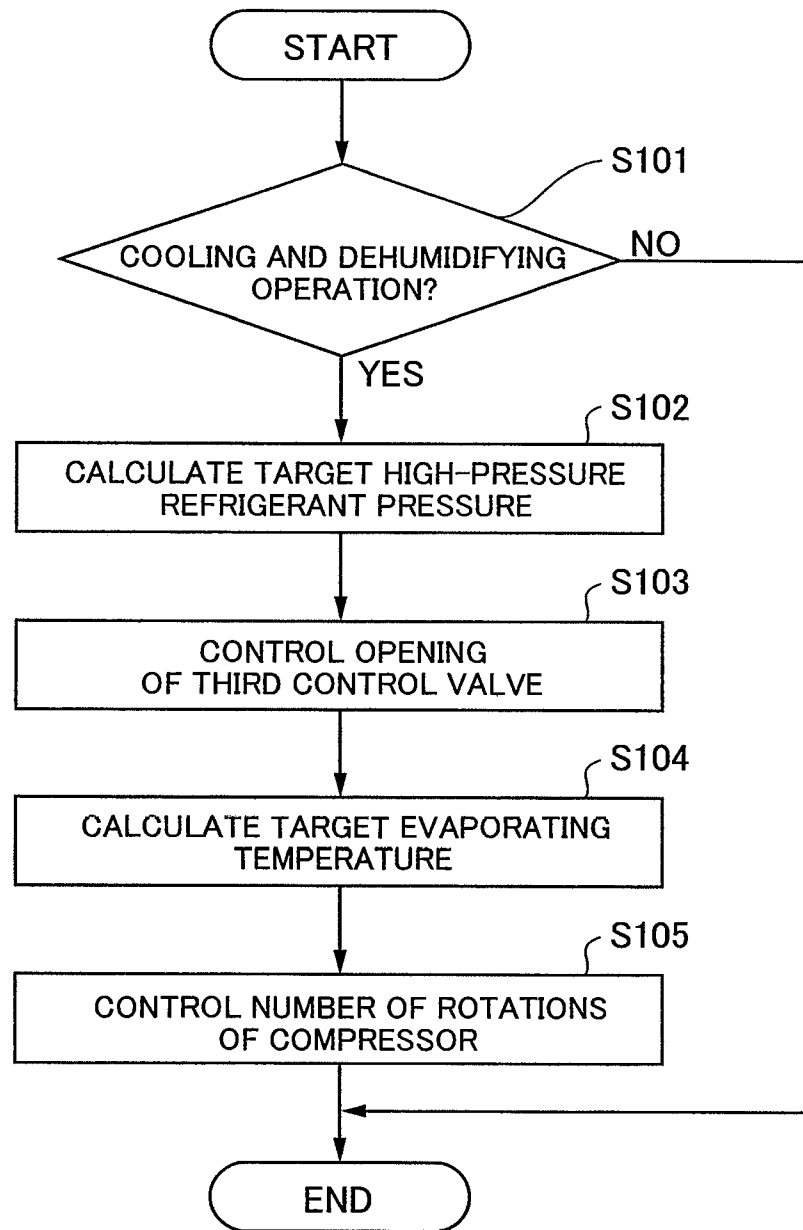 START
S101
COOLING AND DEHUMIDIFYING
OPERATION?
NO
YES
S102
CALCULATE TARGET HIGH-PRESSURE
REFRIGERANT PRESSURE
S103
CONTROL OPENING
OF THIRD CONTROL VALVE
S104
CALCULATE TARGET EVAPORATING
TEMPERATURE
S105
CONTROL NUMBER OF ROTATIONS
OF COMPRESSOR
END